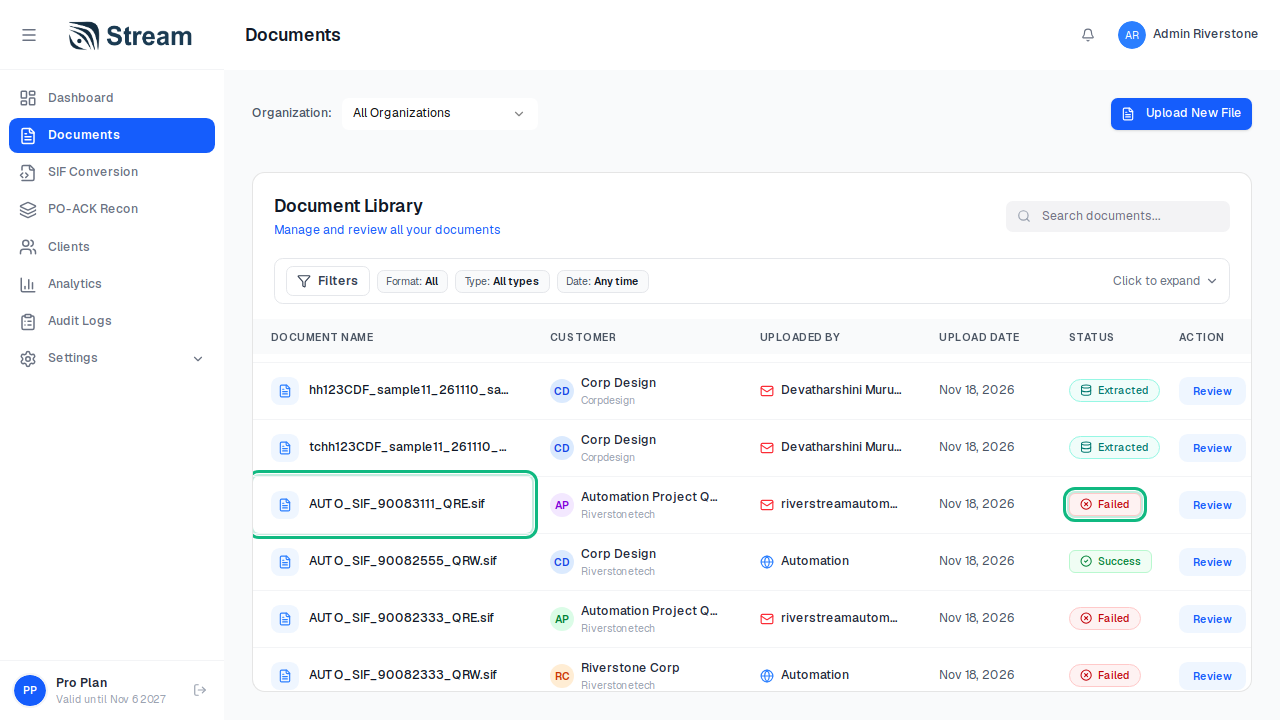 Stream
Documents
AR
Admin Riverstone
Dashboard
Documents
SIF Conversion
PO-ACK Recon
Clients
Analytics
Audit Logs
Settings
Organization:
All Organizations
Upload New File
Document Library
Manage and review all your documents
Search documents...
Filters
Format: All
Type: All types
Date: Any time
Click to expand
DOCUMENT NAME CUSTOMER UPLOADED BY UPLOAD DATE STATUS ACTION
hh123CDF_sample11_261110_sa... CD Corp Design Devatharshini Muru... Nov 18, 2026 Extracted Review
Corpdesign
tchh123CDF_sample11_261110_... CD Corp Design Devatharshini Muru... Nov 18, 2026 Extracted Review
Corpdesign
AUTO_SIF_90083111_QRE.sif AP Automation Project Q... riverstreamautom... Nov 18, 2026 Failed Review
Riverstonetech
AUTO_SIF_90082555_QRW.sif CD Corp Design Automation Nov 18, 2026 Success Review
Riverstonetech
AUTO_SIF_90082333_QRE.sif AP Automation Project Q... riverstreamautom... Nov 18, 2026 Failed Review
Riverstonetech
AUTO_SIF_90082333_QRW.sif RC Riverstone Corp Automation Nov 18, 2026 Failed Review
Riverstonetech
PP
Pro Plan
Valid until Nov 6 2027